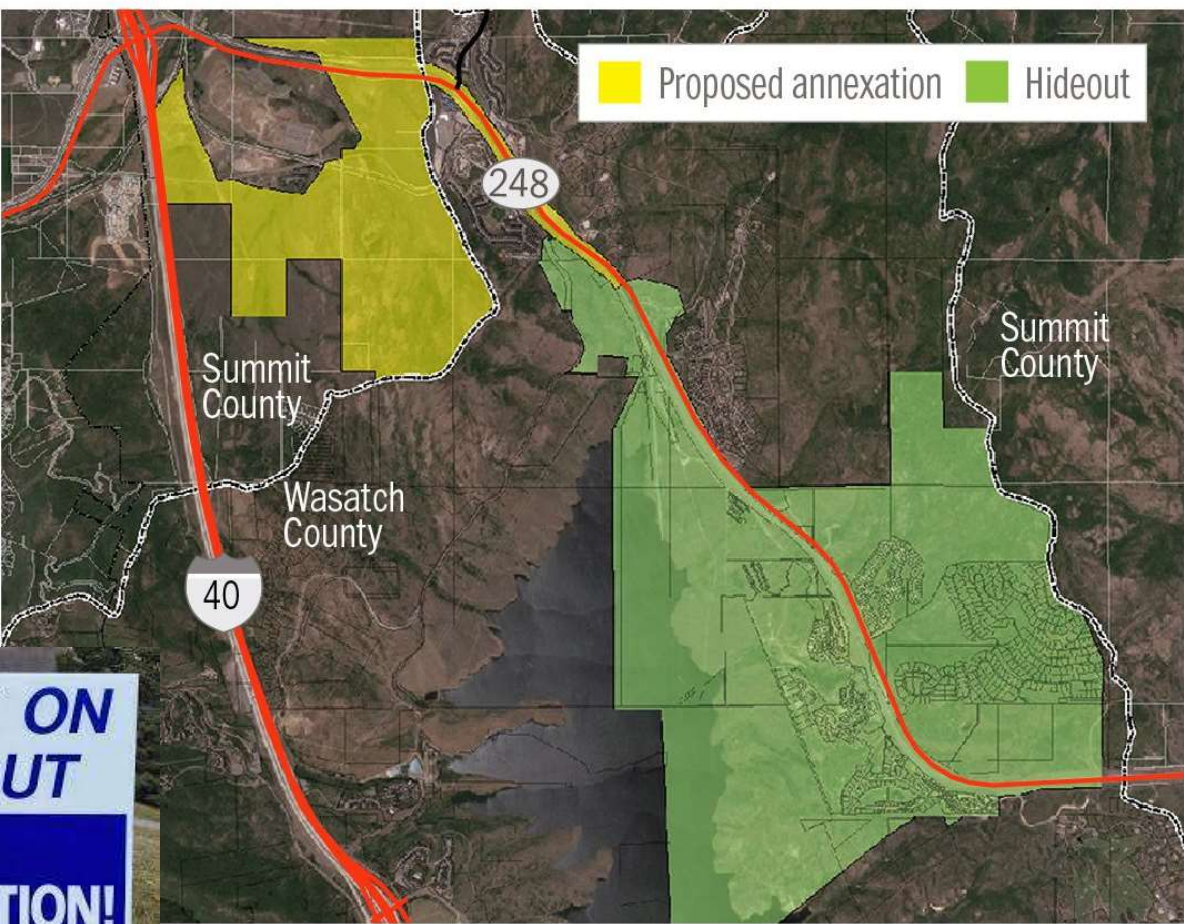 Proposed annexation
Hideout
248
Summit
County
Summit
County
Wasatch
County
40
ON
UT
TION!